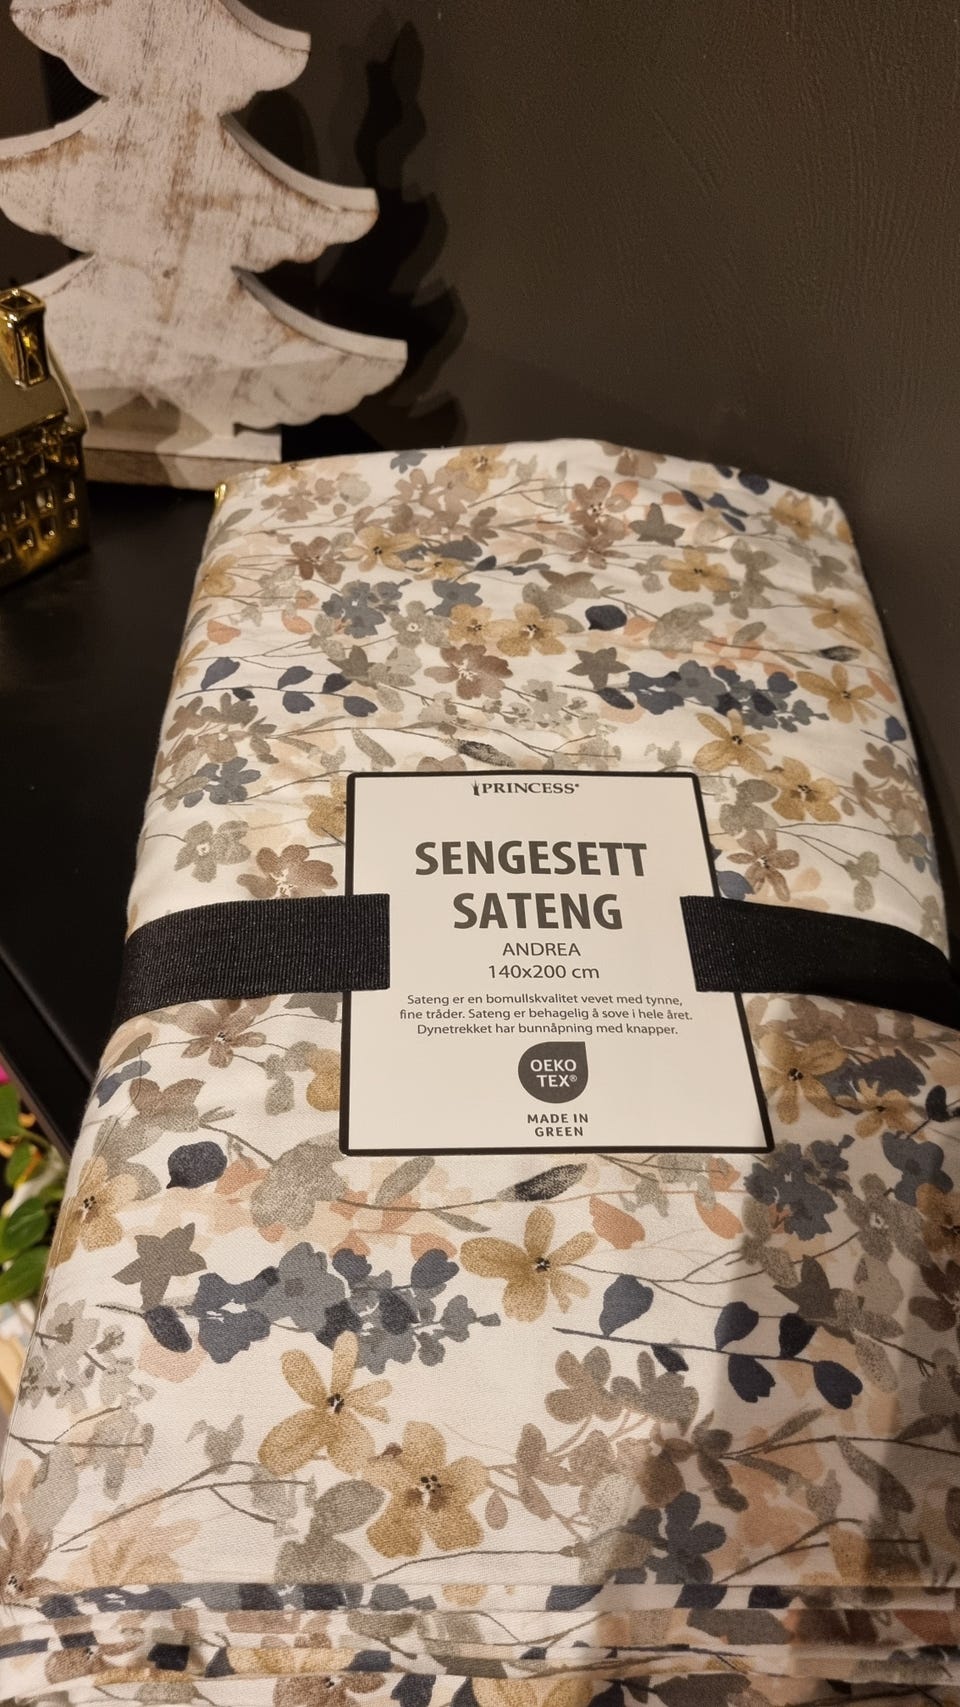 PRINCESS®
SENGESETT
SATENG
ANDREA
140x200 cm
Sateng er en bomullskvalitet vevet med tynne,
fine tråder. Sateng er behagelig å sove i hele året.
Dynetrekket har bunnåpning med knapper.
OEKO
TEX®
MADE IN
GREEN